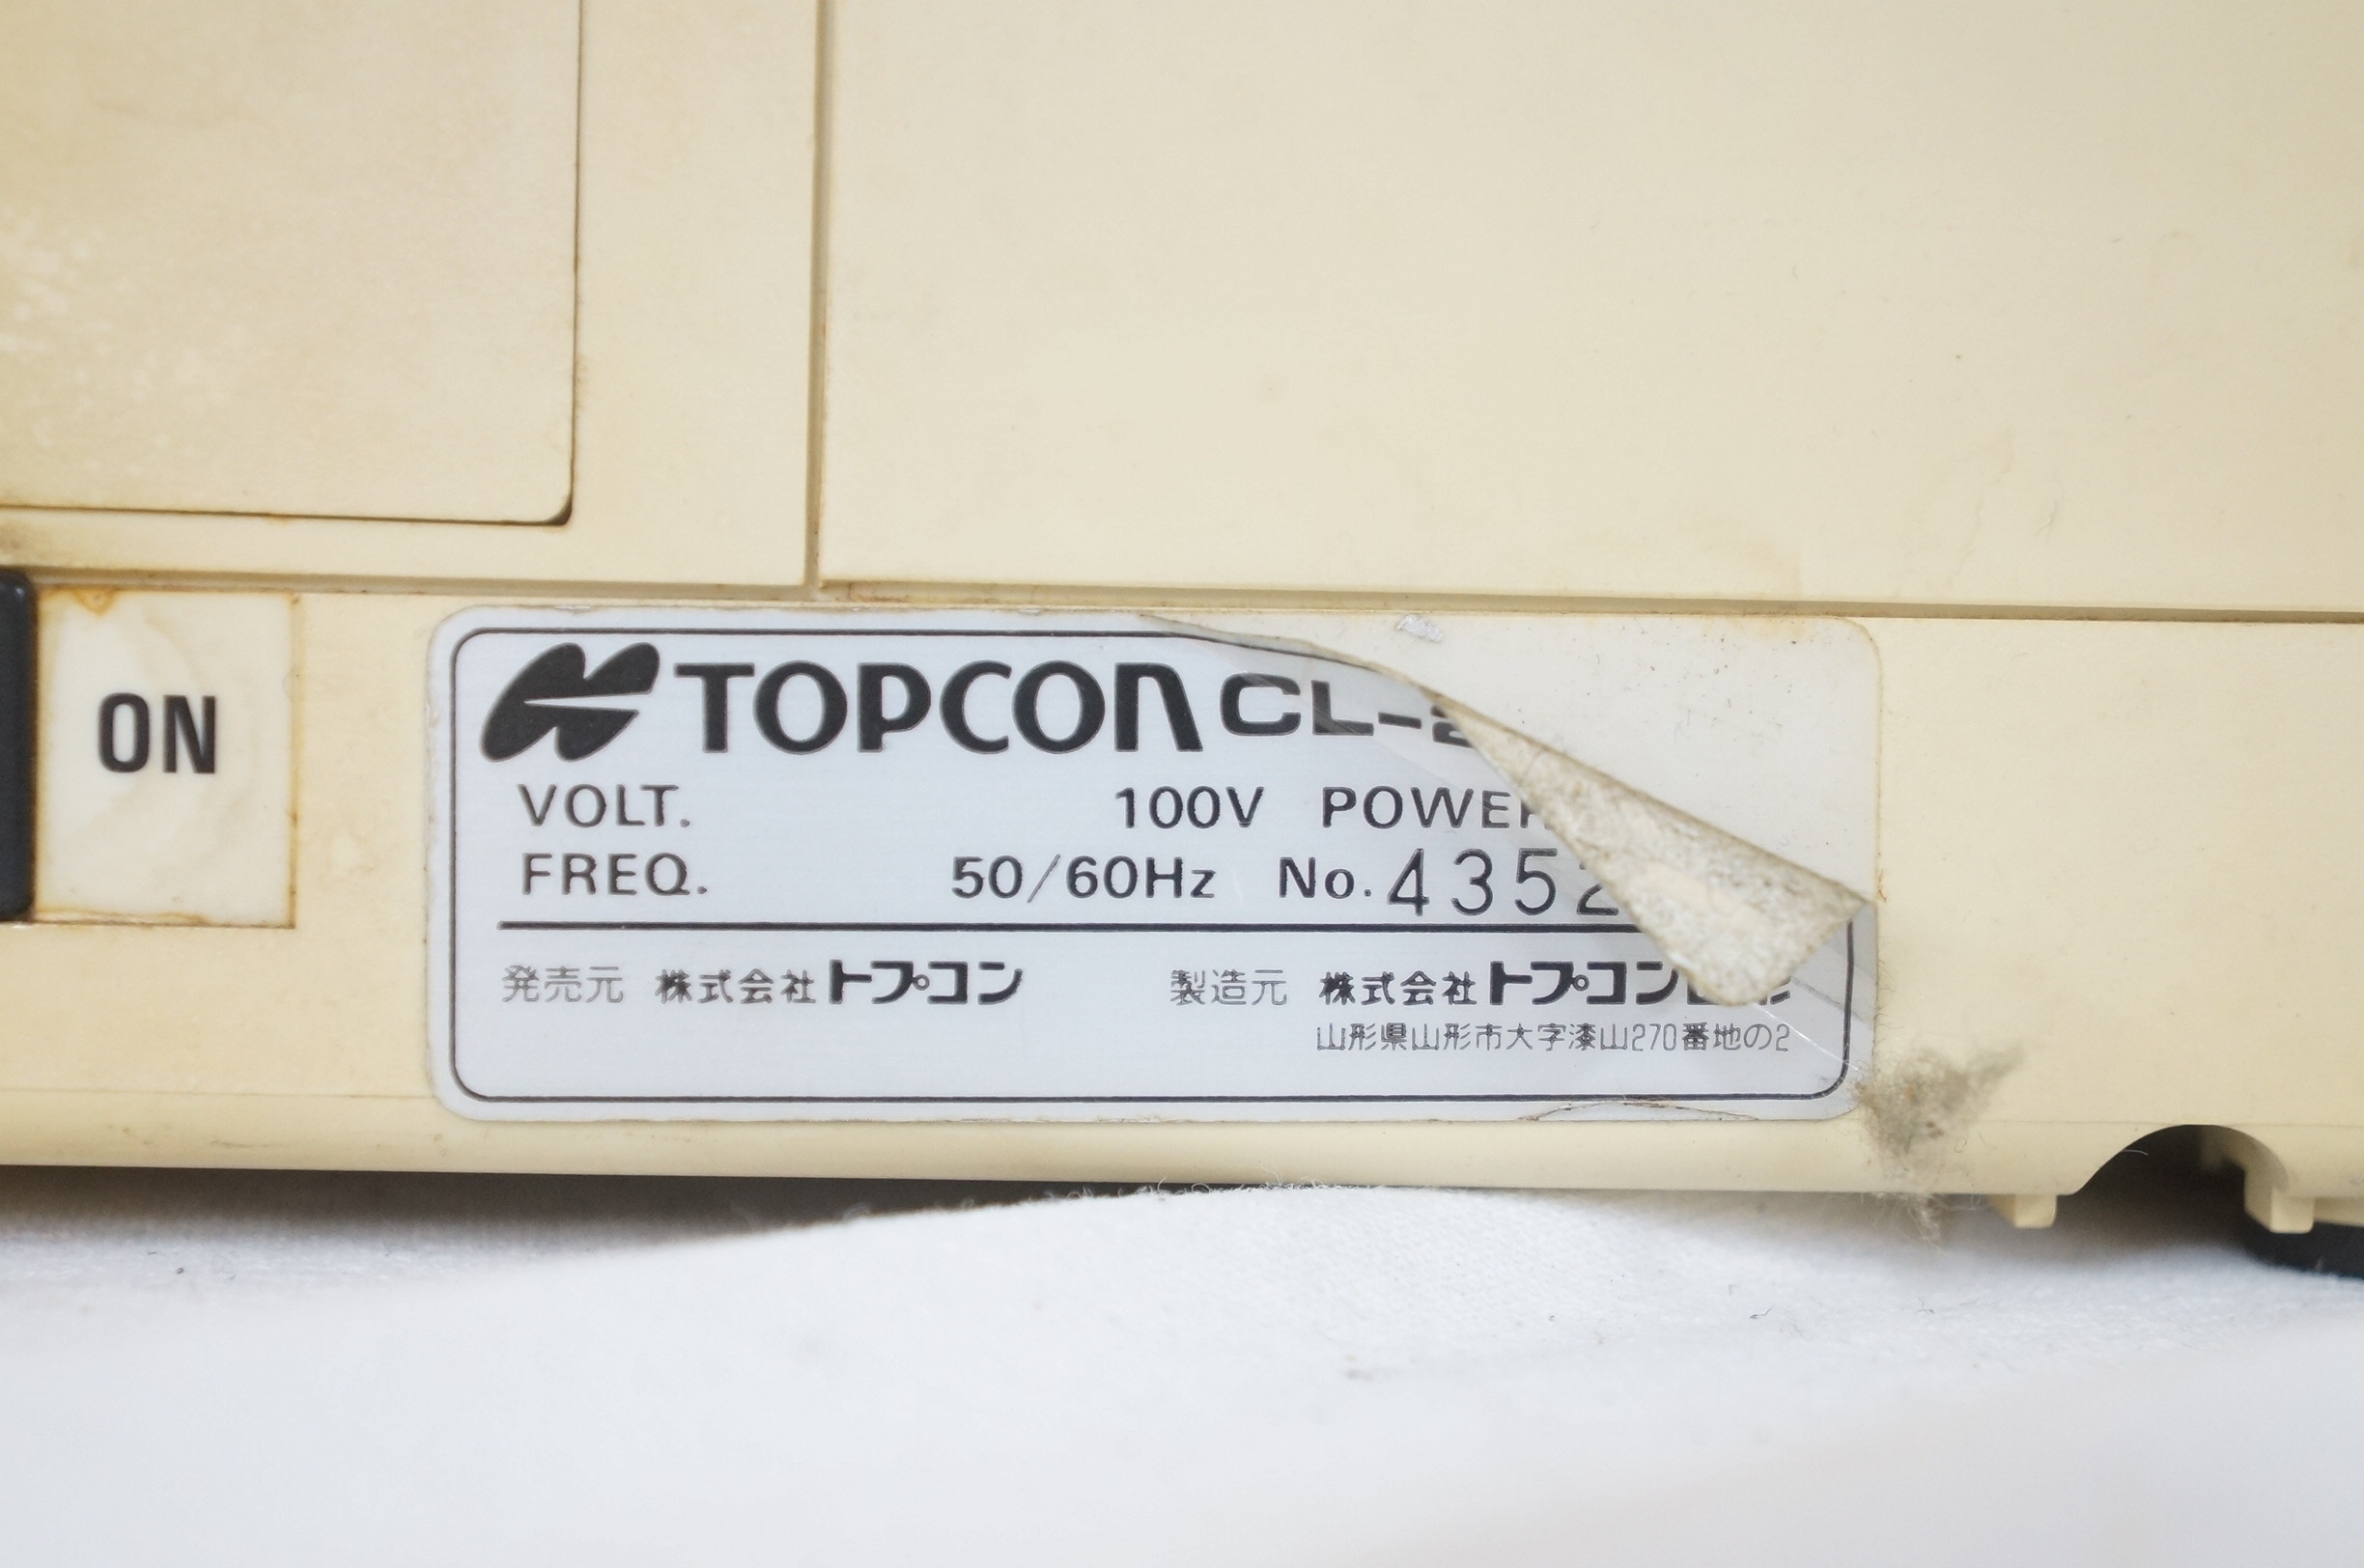 ON
TOPCON CL-2
VOLT. 100V POWER
FREQ. 50/60Hz No. 4352
発売元 株式会社トプコン 製造元 株式会社トプコン
山形県山形市大字漆山270番地の2